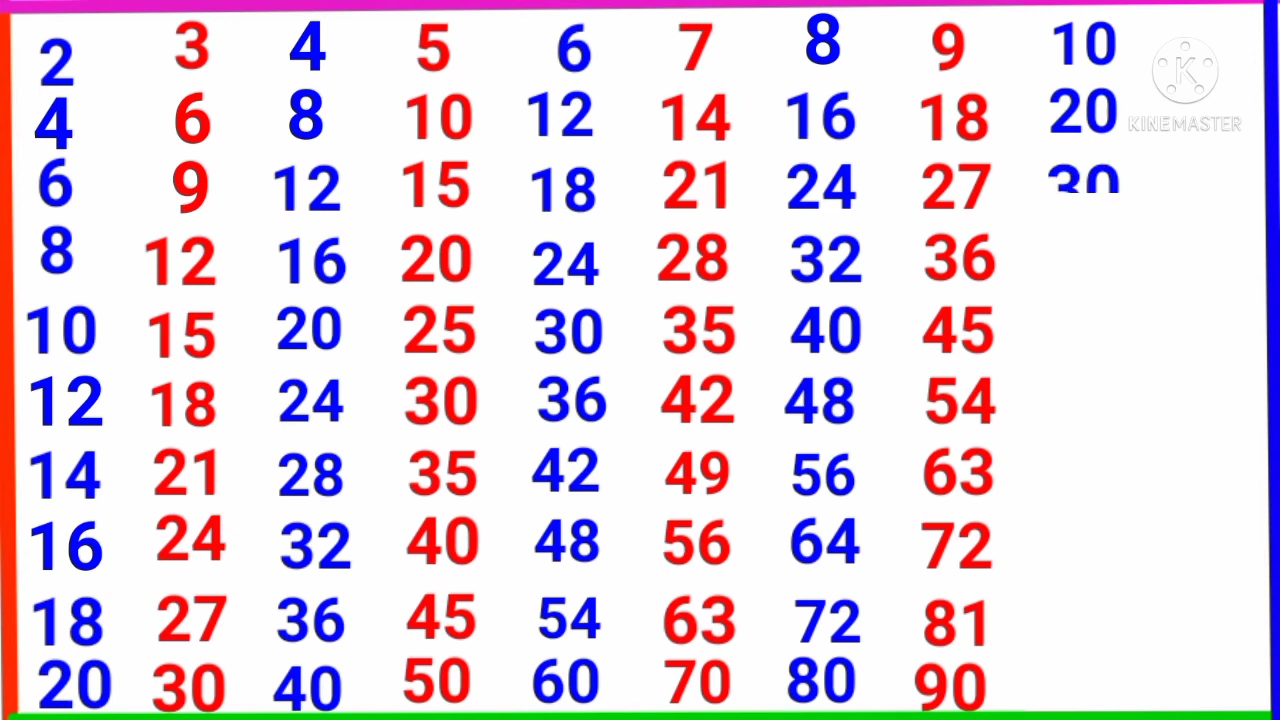 2 3 4 5 6 7 8 9 10
4 6 8 10 12 14 16 18 20
6 9 12 15 18 21 24 27 30
8 12 16 20 24 28 32 36
10 15 20 25 30 35 40 45
12 18 24 30 36 42 48 54
14 21 28 35 42 49 56 63
16 24 32 40 48 56 64 72
18 27 36 45 54 63 72 81
20 30 40 50 60 70 80 90
K
KINEMASTER